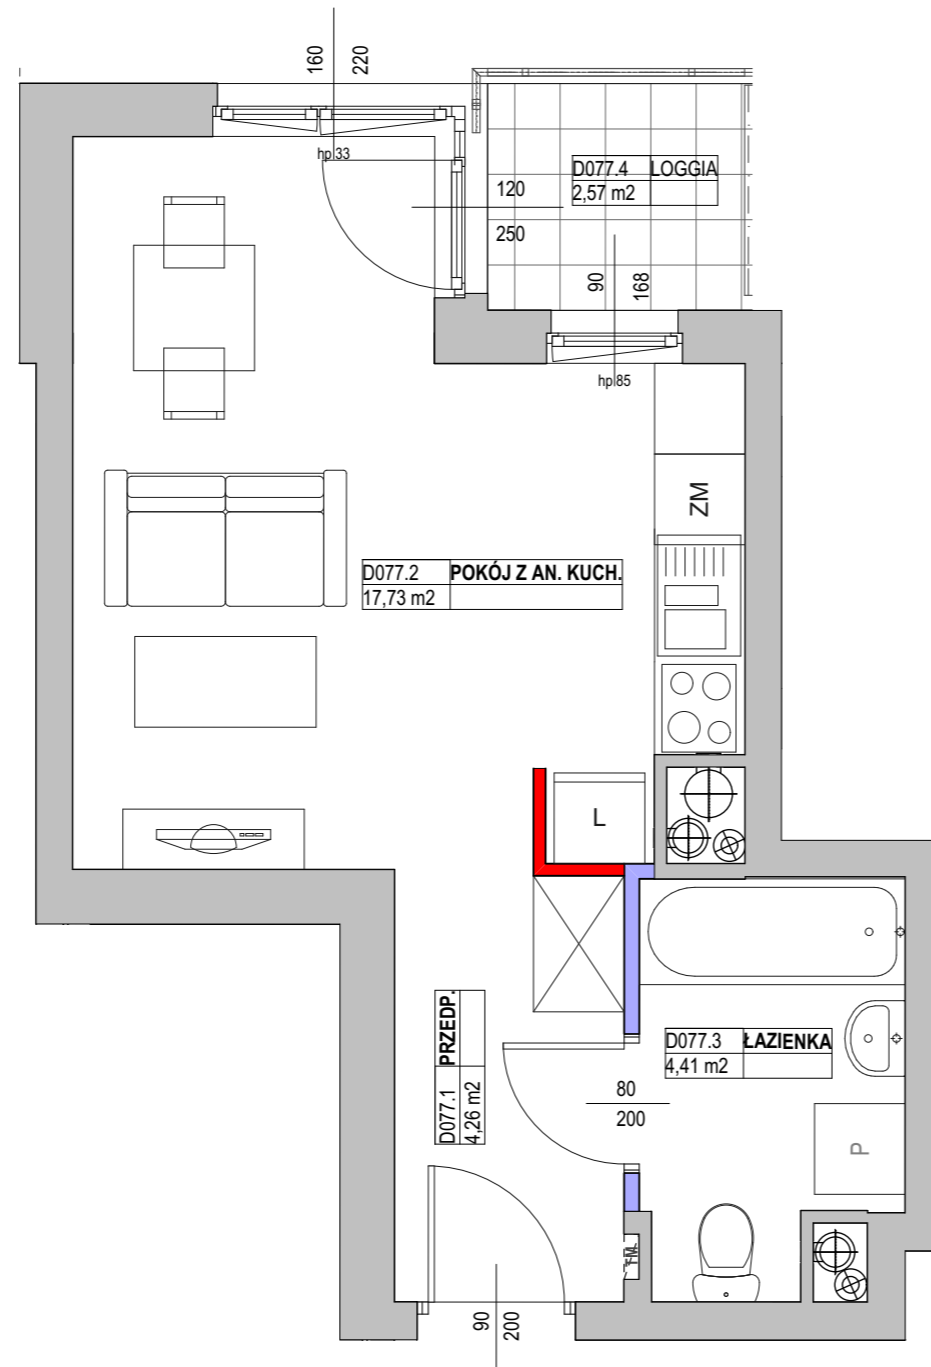 160
220
hp 33
D077.4 LOGGIA
2,57 m2
120
250
90
168
hp 85
ZM
D077.2 POKÓJ Z AN. KUCH.
17,73 m2
L
D077.1 PRZEDP.
4,26 m2
D077.3 ŁAZIENKA
4,41 m2
80
200
P
TM
90
200